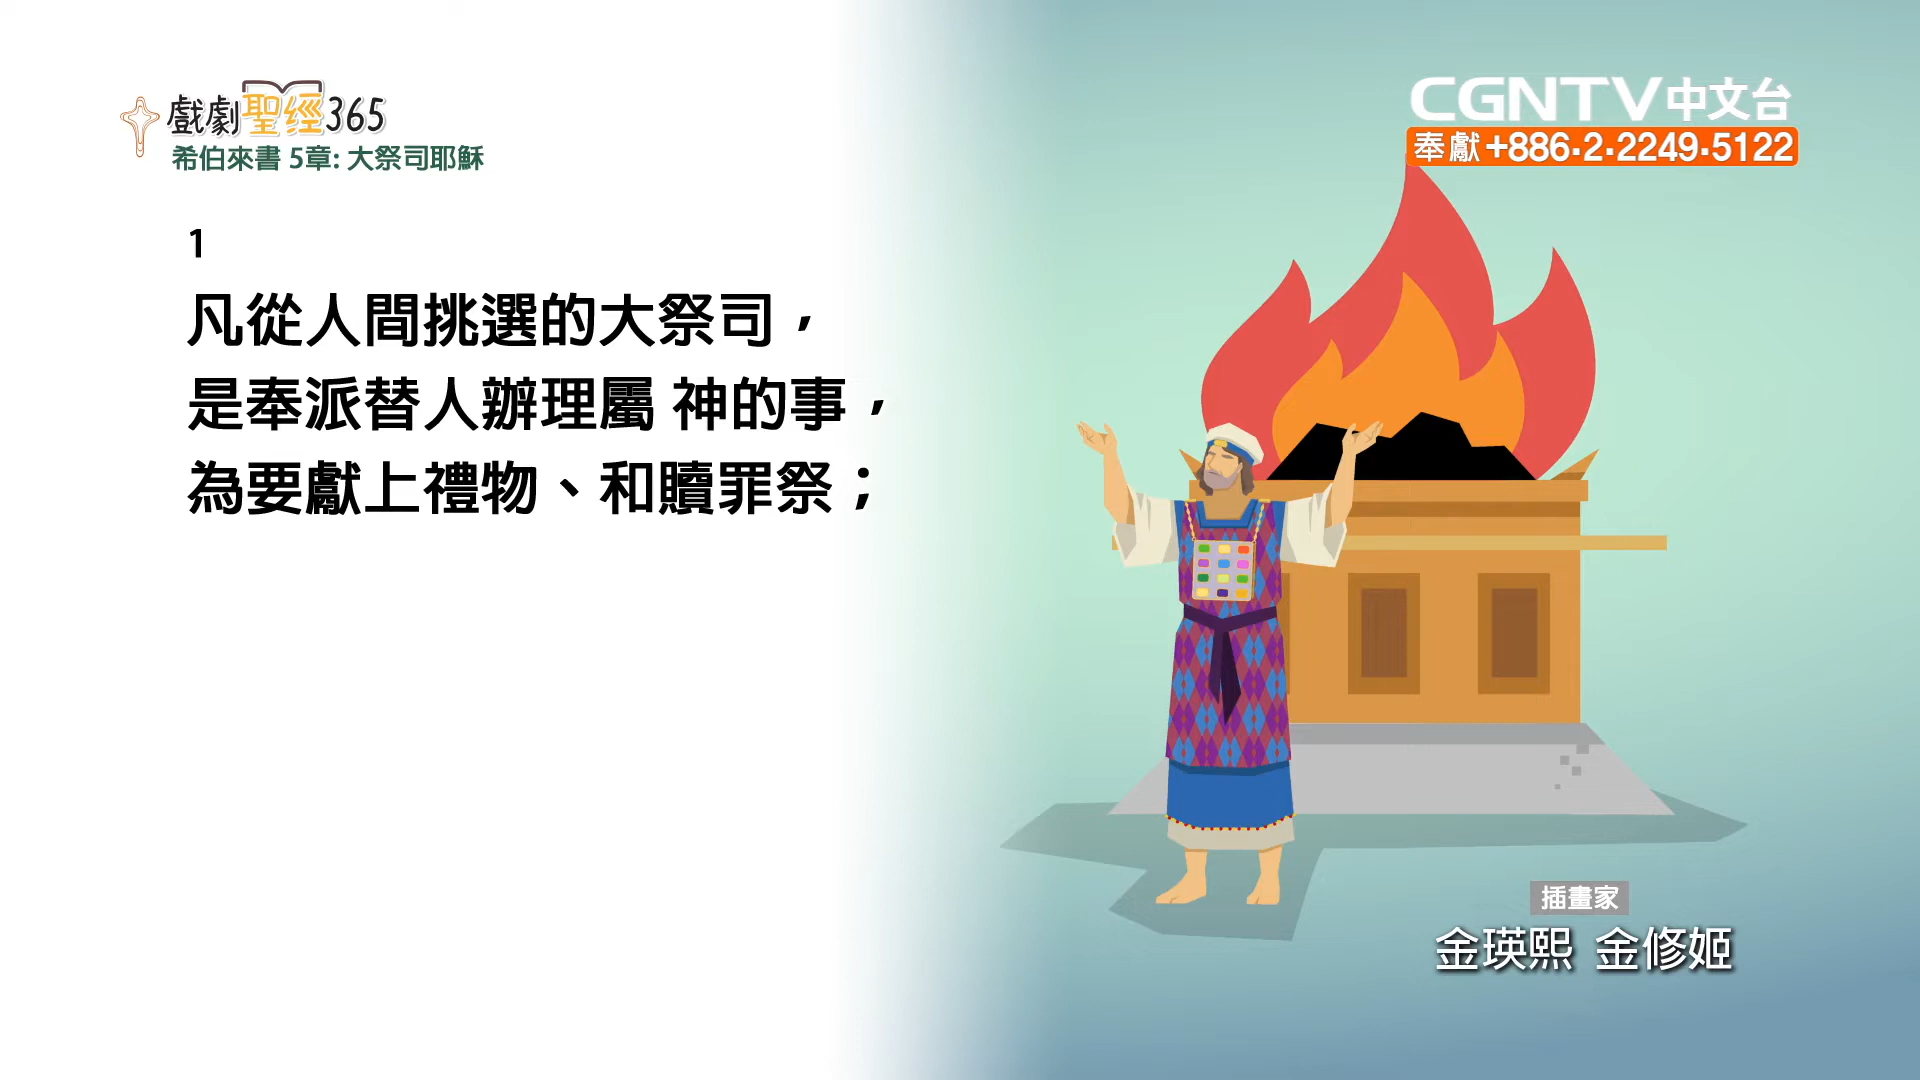 戲劇聖經365
希伯來書 5章: 大祭司耶穌
CGNTV中文台
奉獻 +886·2·2249·5122
1
凡從人間挑選的大祭司，
是奉派替人辦理屬 神的事，
為要獻上禮物、和贖罪祭；
插畫家
金瑛熙 金修姬